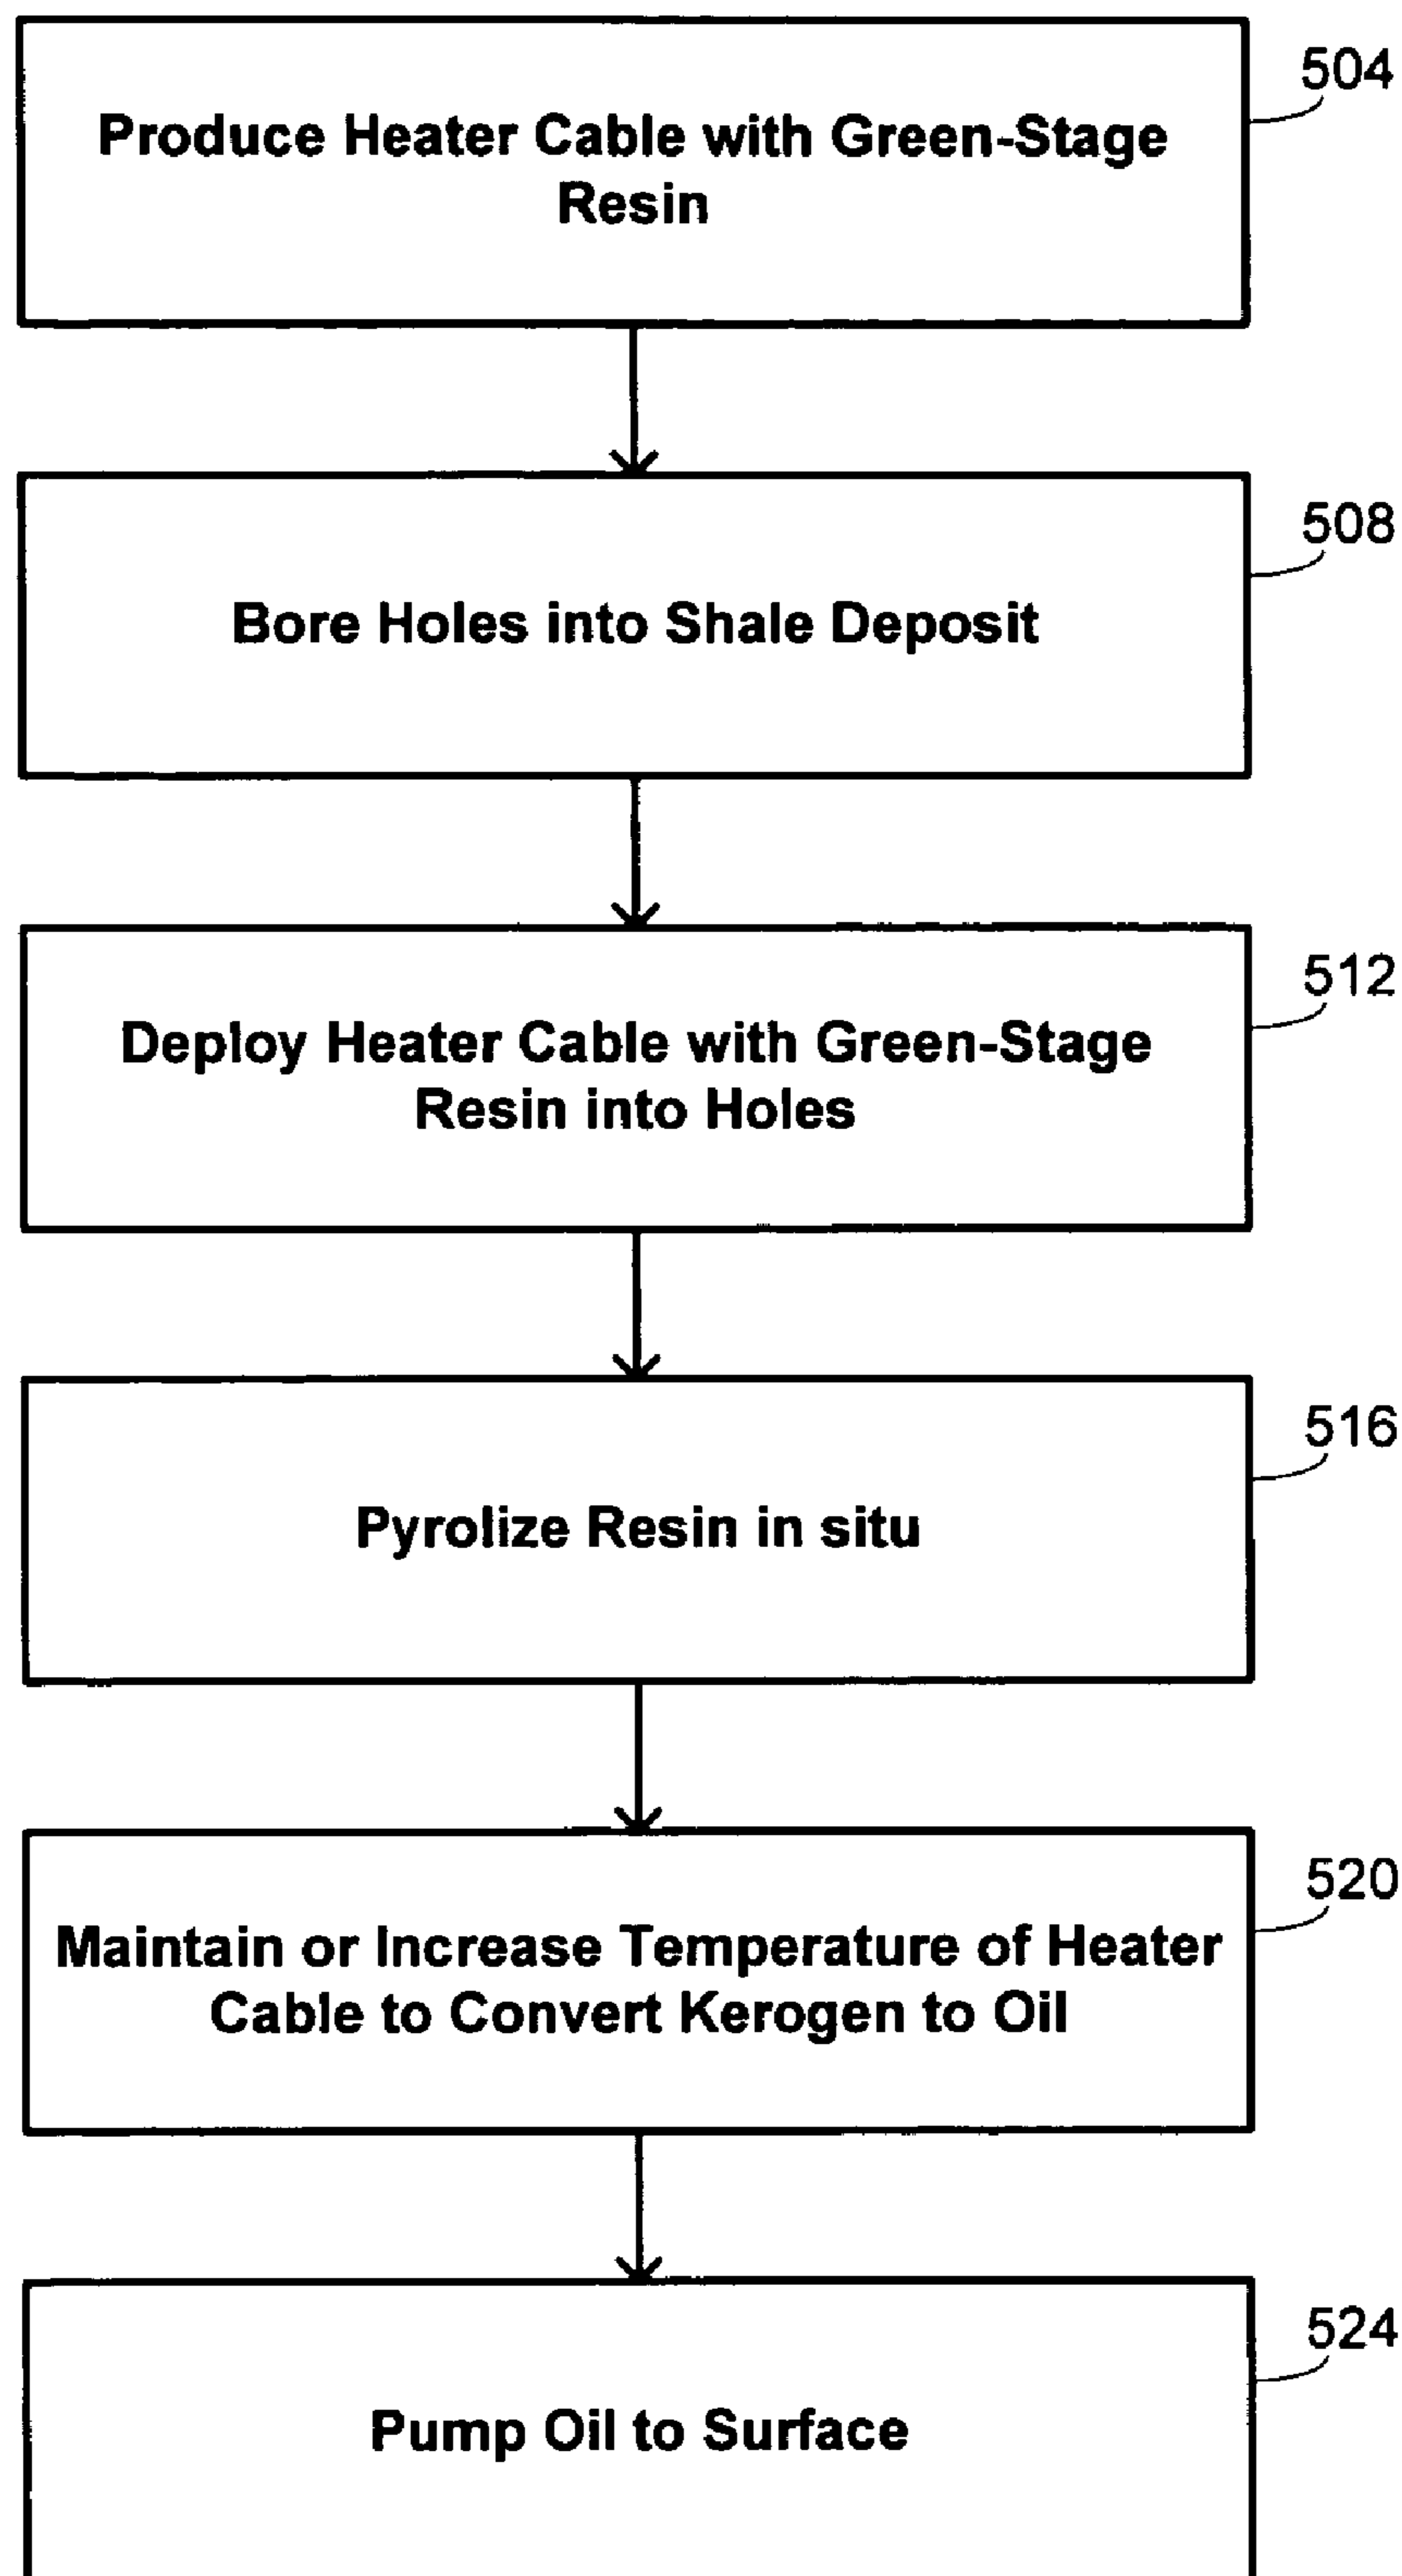 504
Produce Heater Cable with Green-Stage
Resin
508
Bore Holes into Shale Deposit
512
Deploy Heater Cable with Green-Stage
Resin into Holes
516
Pyrolize Resin in situ
520
Maintain or Increase Temperature of Heater
Cable to Convert Kerogen to Oil
524
Pump Oil to Surface